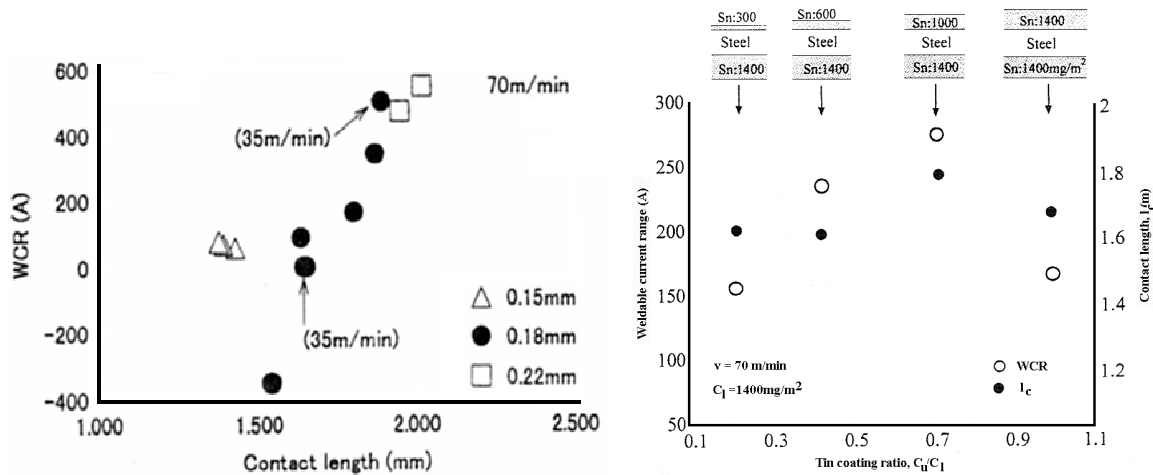 600
400
200
0
-200
-400
WCR (A)
70m/min
(35m/min)
(35m/min)
0.15mm
0.18mm
0.22mm
1.000
1.500
2.000
2.500
Contact length (mm)
Sn:300
Steel
Sn:1400
Sn:600
Steel
Sn:1400
Sn:1000
Steel
Sn:1400
Sn:1400
Steel
Sn:1400mg/m²
300
250
200
150
100
50
Weldable current range (A)
2
1.8
1.6
1.4
1.2
Contact length, lc(m)
v = 70 m/min
Cl =1400mg/m²
WCR
lc
0.1
0.3
0.5
0.7
0.9
1.1
Tin coating ratio, Cu/Cl